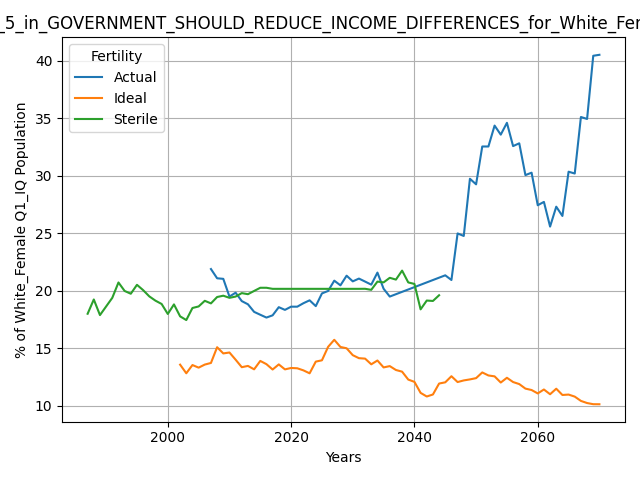 _5_in_GOVERNMENT_SHOULD_REDUCE_INCOME_DIFFERENCES_for_White_Fer
Fertility
Actual
Ideal
Sterile
% of White_Female Q1_IQ Population
40
35
30
25
20
15
10
2000
2020
2040
2060
Years